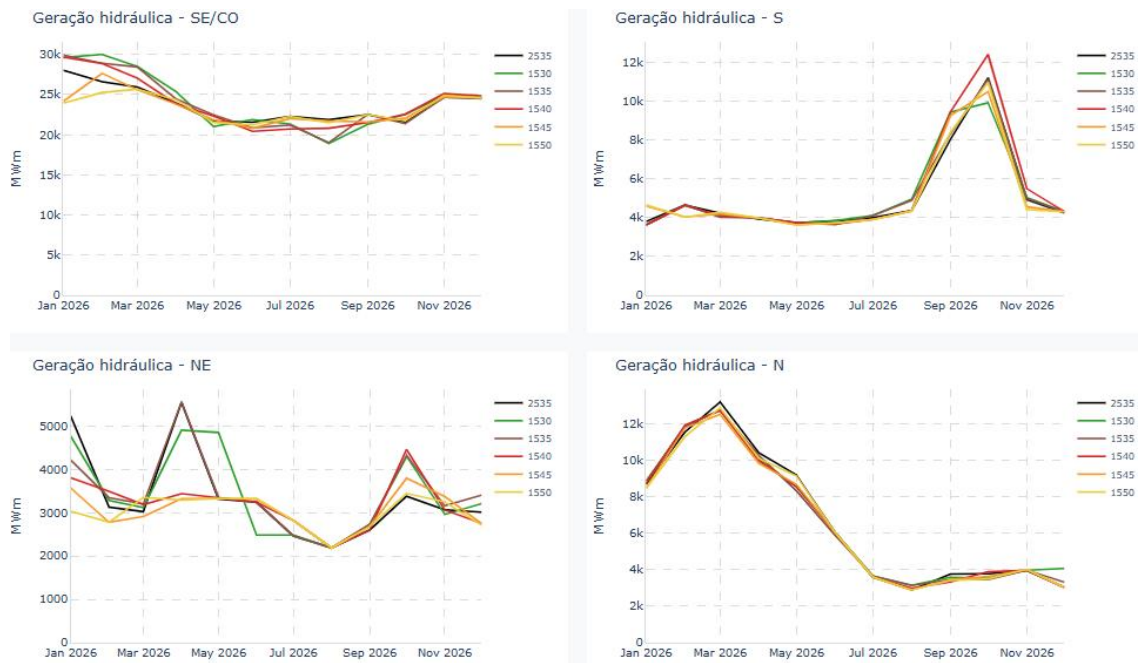 Geração hidráulica - SE/CO
30k
25k
20k
15k
10k
5k
0
MWm
Jan 2026 Mar 2026 May 2026 Jul 2026 Sep 2026 Nov 2026
2535
1530
1535
1540
1545
1550
Geração hidráulica - S
12k
10k
8k
6k
4k
2k
0
MWm
Jan 2026 Mar 2026 May 2026 Jul 2026 Sep 2026 Nov 2026
2535
1530
1535
1540
1545
1550
Geração hidráulica - NE
5000
4000
3000
2000
1000
0
MWm
Jan 2026 Mar 2026 May 2026 Jul 2026 Sep 2026 Nov 2026
2535
1530
1535
1540
1545
1550
Geração hidráulica - N
12k
10k
8k
6k
4k
2k
0
MWm
Jan 2026 Mar 2026 May 2026 Jul 2026 Sep 2026 Nov 2026
2535
1530
1535
1540
1545
1550